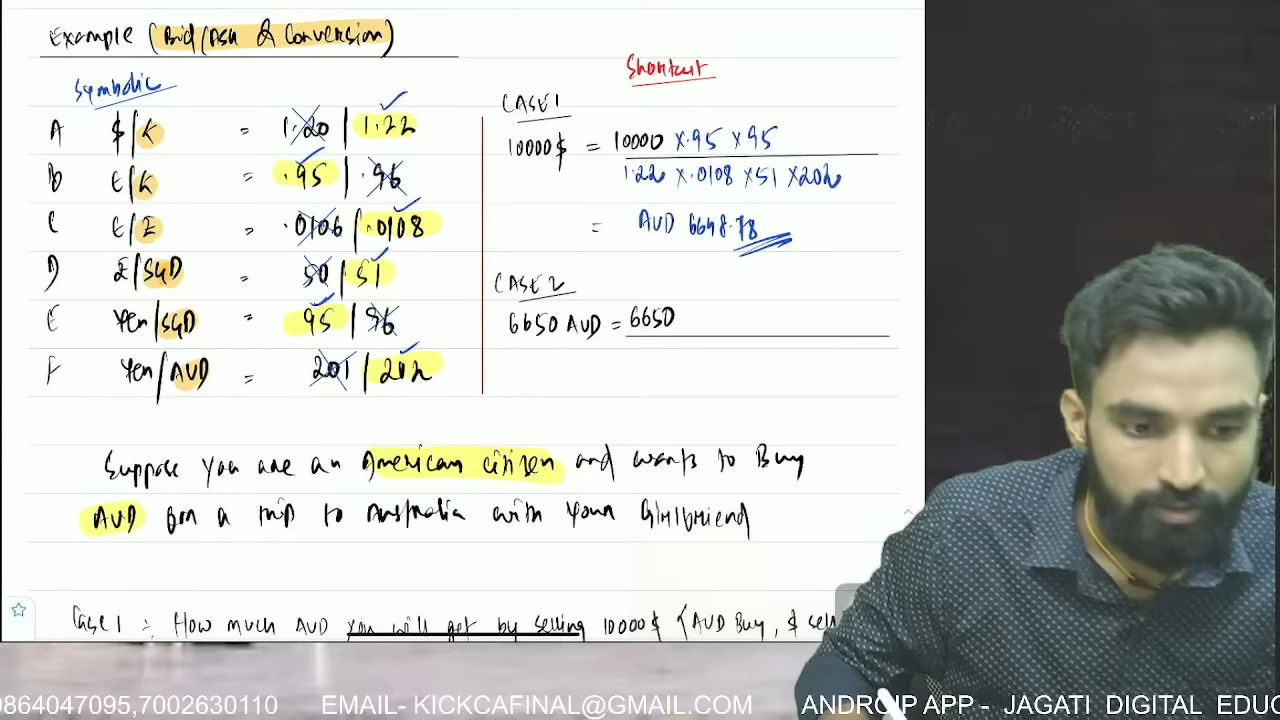 Example (Bid/Ask & Conversion)
Symbolic
A $/K = 1.20 | 1.22
B £/K = .95 | .96
C £/E = .0106 | .0108
D £/SGD = 50 | 51
E Yen/SGD = 95 | 96
F Yen/AUD = 201 | 202
Shortcut
CASE 1
10000$ = 10000 x .95 x 95
1.22 x .0108 x 51 x 202
= AUD 6648.78
CASE 2
6650 AUD = 6650
Suppose you are an American citizen and wants to Buy
AUD for a trip to Australia with your Girlfriend
Case 1 :- How much AUD you will get by selling 10000$ (AUD Buy, $ sell
9864047095,7002630110 EMAIL- KICKCAFINAL@GMAIL.COM ANDROID APP - JAGATI DIGITAL EDUC